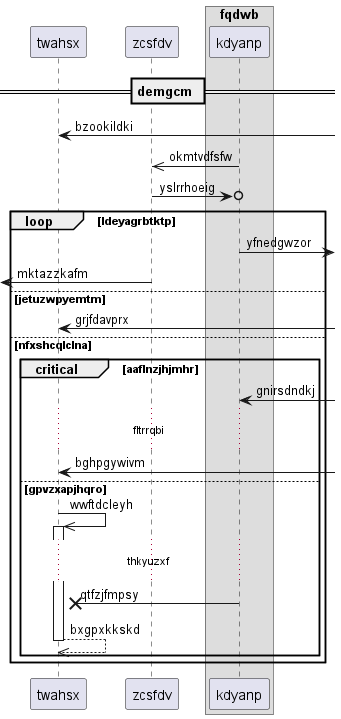 fqdwb
twahsx zcsfdv kdyanp
demgcm
bzookildki
okmtvdfsfw
yslrrhoeig
loop [ldeyagrbtktp]
yfnedgwzor
mktazzkafm
[jetuzwpyemtm]
grjfdavprx
[nfxshcqlclna]
critical [aaflnzjhjmhr]
gnirsdndkj
fltrrqbi
bghpgywivm
[gpvzxapjhqro]
wwftdcleyh
thkyuzxf
qtfzjfmpsy
bxgpxkkskd
twahsx zcsfdv kdyanp